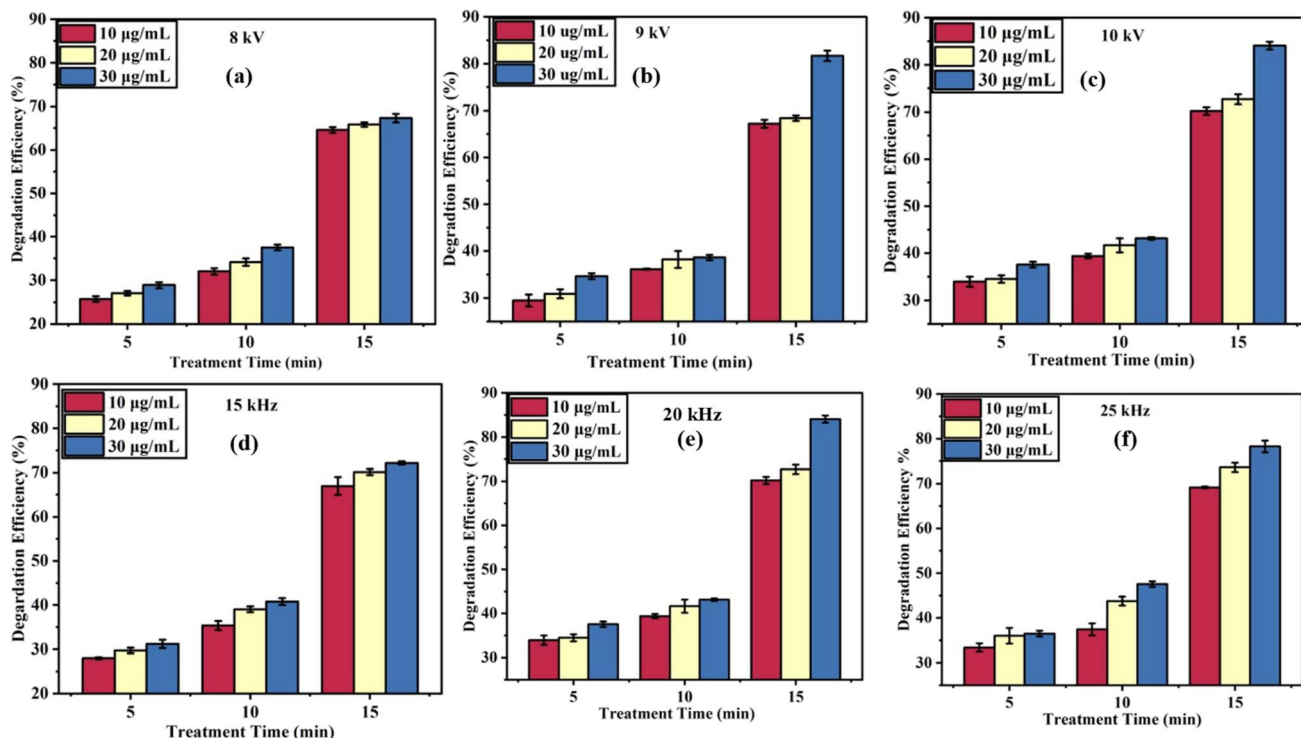 10 μg/mL
20 μg/mL
30 μg/mL
8 kV
(a)
90
80
70
60
50
40
30
20
Degradation Efficiency (%)
5
10
15
Treatment Time (min)
10 ug/mL
20 ug/mL
30 ug/mL
9 kV
(b)
90
80
70
60
50
40
30
Degradtion Efficiency (%)
5
10
15
Treatment Time (min)
10 μg/mL
20 μg/mL
30 μg/mL
10 kV
(c)
90
80
70
60
50
40
30
Degradation Efficiency (%)
5
10
15
Treatment Time (min)
10 μg/mL
20 μg/mL
30 μg/mL
15 kHz
(d)
90
80
70
60
50
40
30
20
Degardation Efficiency (%)
5
10
15
Treatment Time (min)
10 μg/mL
20 μg/mL
30 μg/mL
20 kHz
(e)
90
80
70
60
50
40
30
Degradation Efficiency (%)
5
10
15
Treatment Time (min)
10 μg/mL
20 μg/mL
30 μg/mL
25 kHz
(f)
90
80
70
60
50
40
30
Degradation Efficiency %
5
10
15
Treatment Time (min)